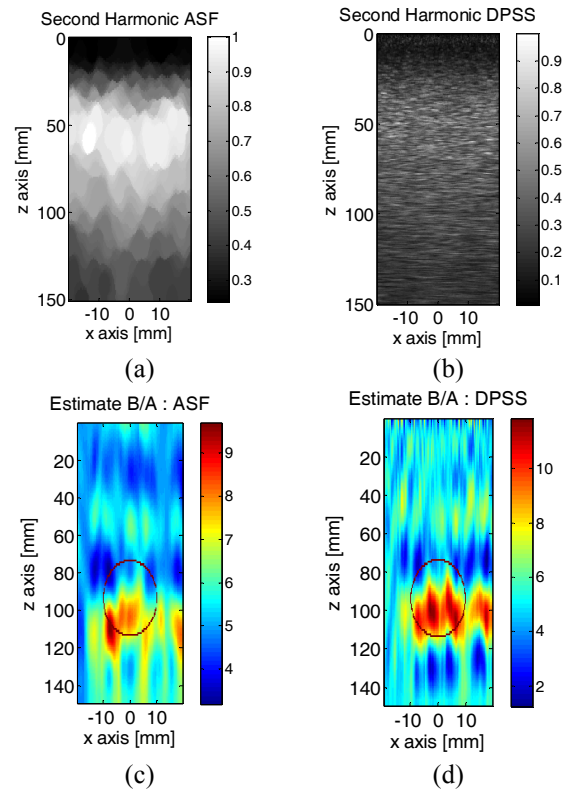 Second Harmonic ASF
0
50
100
150
z axis [mm]
-10 0 10
x axis [mm]
1
0.9
0.8
0.7
0.6
0.5
0.4
0.3
(a)
Second Harmonic DPSS
0
50
100
150
z axis [mm]
-10 0 10
x axis [mm]
0.9
0.8
0.7
0.6
0.5
0.4
0.3
0.2
0.1
(b)
Estimate B/A : ASF
20
40
60
80
100
120
140
z axis [mm]
-10 0 10
x axis [mm]
9
8
7
6
5
4
(c)
Estimate B/A : DPSS
20
40
60
80
100
120
140
z axis [mm]
-10 0 10
x axis [mm]
10
8
6
4
2
(d)